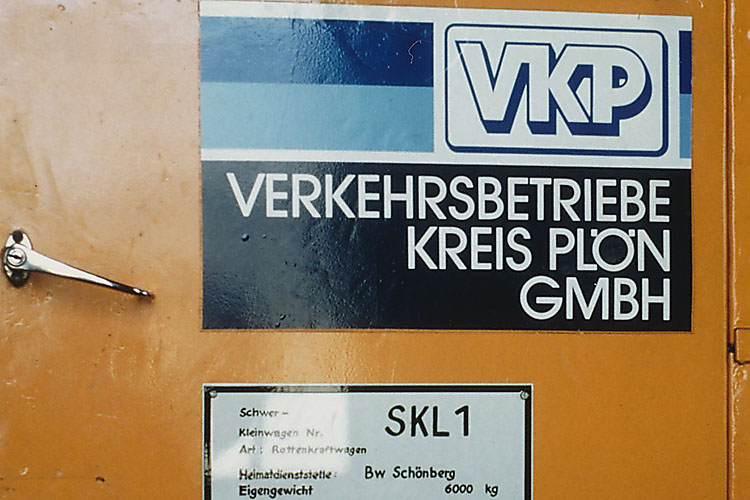 VKP
VERKEHRSBETRIEBE
KREIS PLÖN
GMBH
Schwer-
Kleinwagen Nr. SKL1
Art: Rottenkraftwagen
Heimatdienststelle: Bw Schönberg
Eigengewicht 6000 kg